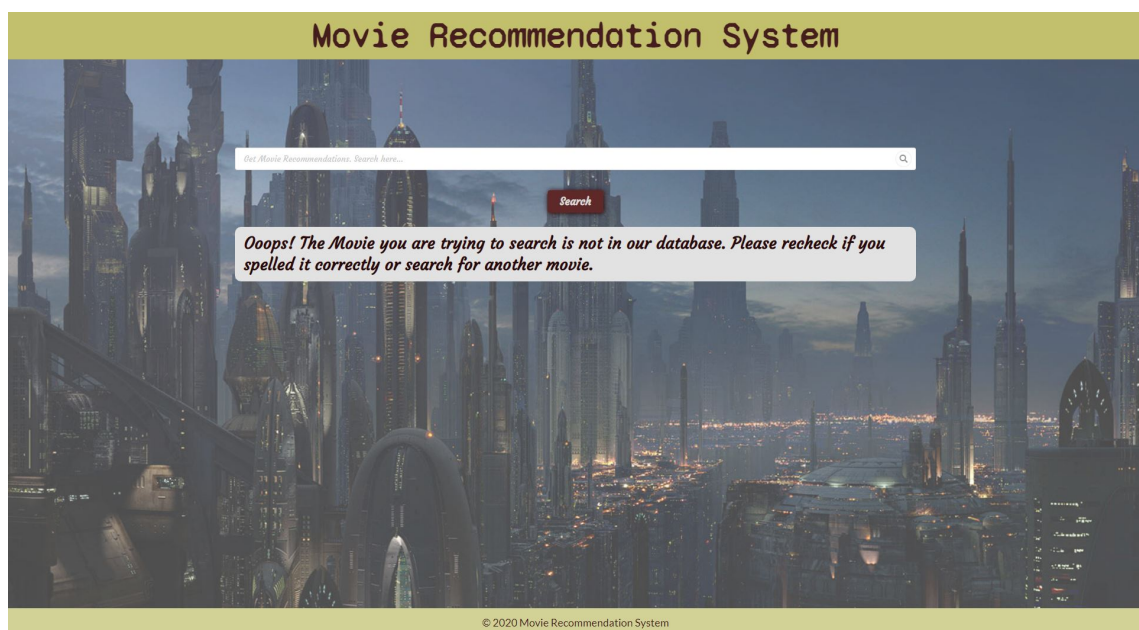 Movie Recommendation System
Get Movie Recommendations. Search here...
Search
Ooops! The Movie you are trying to search is not in our database. Please recheck if you
spelled it correctly or search for another movie.
© 2020 Movie Recommendation System